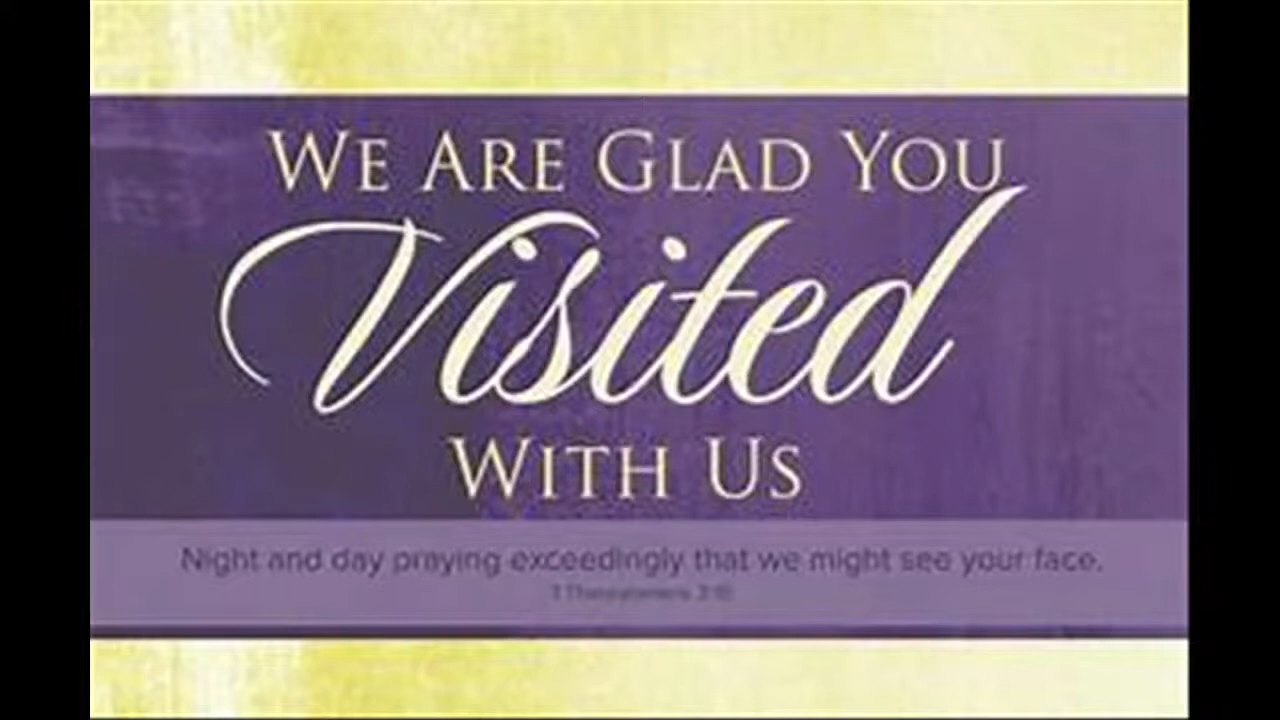 We Are Glad You
Visited
With Us
Night and day praying exceedingly that we might see your face.